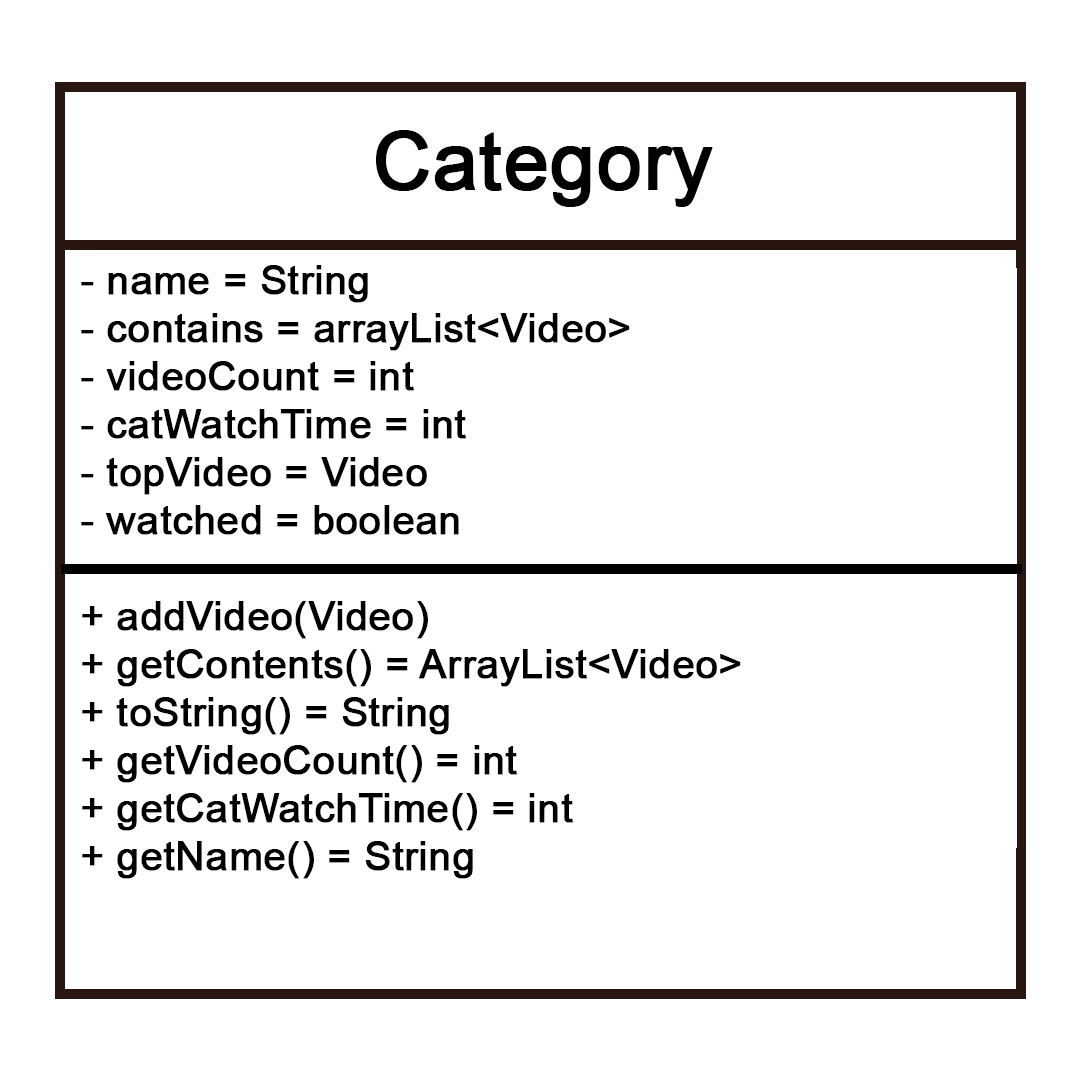 Category
- name = String
- contains = arrayList<Video>
- videoCount = int
- catWatchTime = int
- topVideo = Video
- watched = boolean
+ addVideo(Video)
+ getContents() = ArrayList<Video>
+ toString() = String
+ getVideoCount() = int
+ getCatWatchTime() = int
+ getName() = String